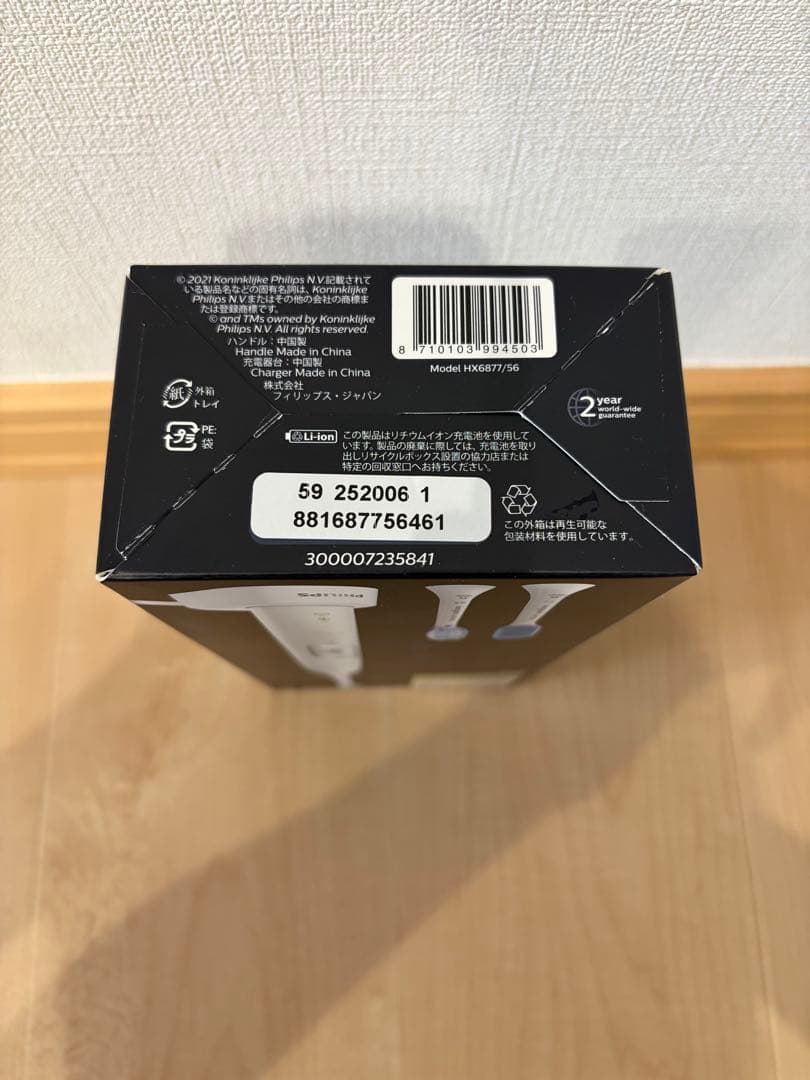 © 2021 Koninklijke Philips N.V.記載されて
いる製品名などの固有名詞は、Koninklijke
Philips N.V.またはその他の会社の商標ま
たは登録商標です。
© and TMs owned by Koninklijke
Philips N.V. All rights reserved.
ハンドル：中国製
Handle Made in China
充電器台：中国製
Charger Made in China
株式会社
フィリップス・ジャパン
8 710103 994503
Model HX6877/56
紙
外箱
トレイ
プラ
PE:
袋
2 year
world-wide
guarantee
Li-ion
この製品はリチウムイオン充電池を使用して
います。製品の廃棄に際しては、充電池を取り
出しリサイクルボックス設置の協力店または
特定の回収窓口へお持ちください。
59 252006 1
881687756461
この外箱は再生可能な
包装材料を使用しています。
300007235841
PHILIPS